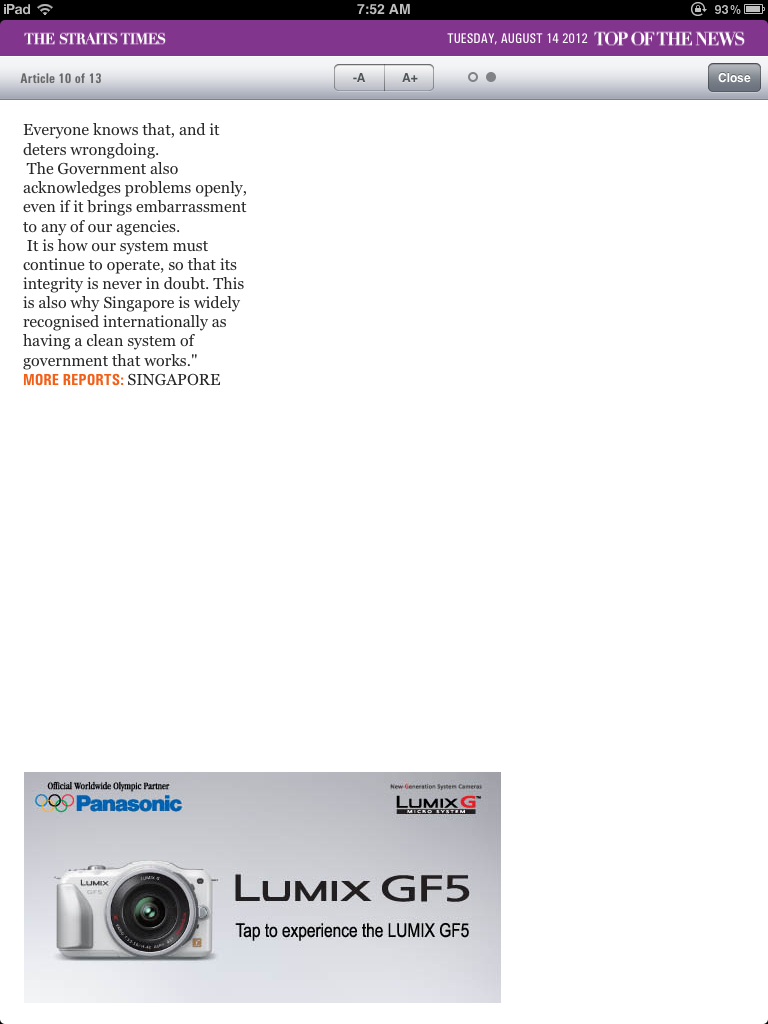 iPad 7:52 AM 93%
THE STRAITS TIMES TUESDAY, AUGUST 14 2012 TOP OF THE NEWS
Article 10 of 13 -A A+ Close
Everyone knows that, and it
deters wrongdoing.
The Government also
acknowledges problems openly,
even if it brings embarrassment
to any of our agencies.
It is how our system must
continue to operate, so that its
integrity is never in doubt. This
is also why Singapore is widely
recognised internationally as
having a clean system of
government that works."
MORE REPORTS: SINGAPORE
Official Worldwide Olympic Partner
Panasonic
New-Generation System Cameras
LUMIX G™
MICRO SYSTEM
LUMIX
GF5
LUMIX G
LUMIX GF5
Tap to experience the LUMIX GF5